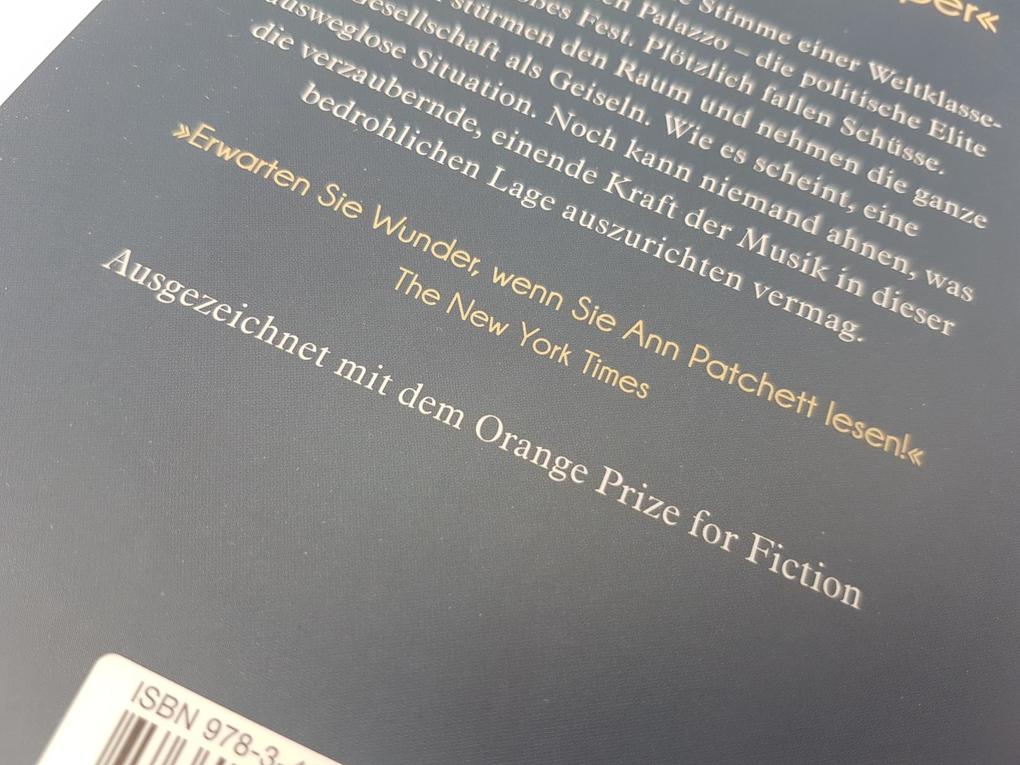 Stimme einer Weltklasse-
Palazzo – die politische Elite
Fest. Plötzlich fallen Schüsse.
stürmen den Raum und nehmen die ganze
Gesellschaft als Geiseln. Wie es scheint, eine
ausweglose Situation. Noch kann niemand ahnen, was
die verzaubernde, einende Kraft der Musik in dieser
bedrohlichen Lage auszurichten vermag.
»Erwarten Sie Wunder, wenn Sie Ann Patchett lesen!«
The New York Times
Ausgezeichnet mit dem Orange Prize for Fiction
ISBN 978-3-4